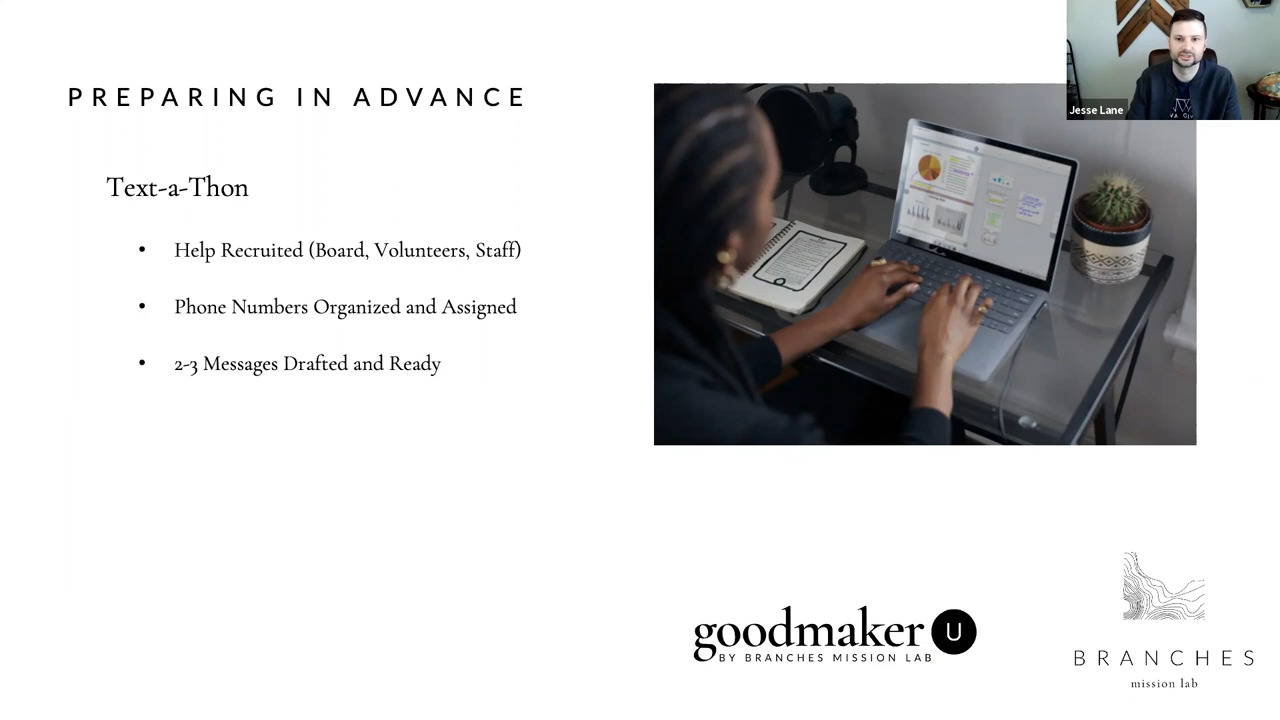 PREPARING IN ADVANCE
Jesse Lane
Text-a-Thon
• Help Recruited (Board, Volunteers, Staff)
• Phone Numbers Organized and Assigned
• 2-3 Messages Drafted and Ready
goodmaker U
BY BRANCHES MISSION LAB
BRANCHES
mission lab